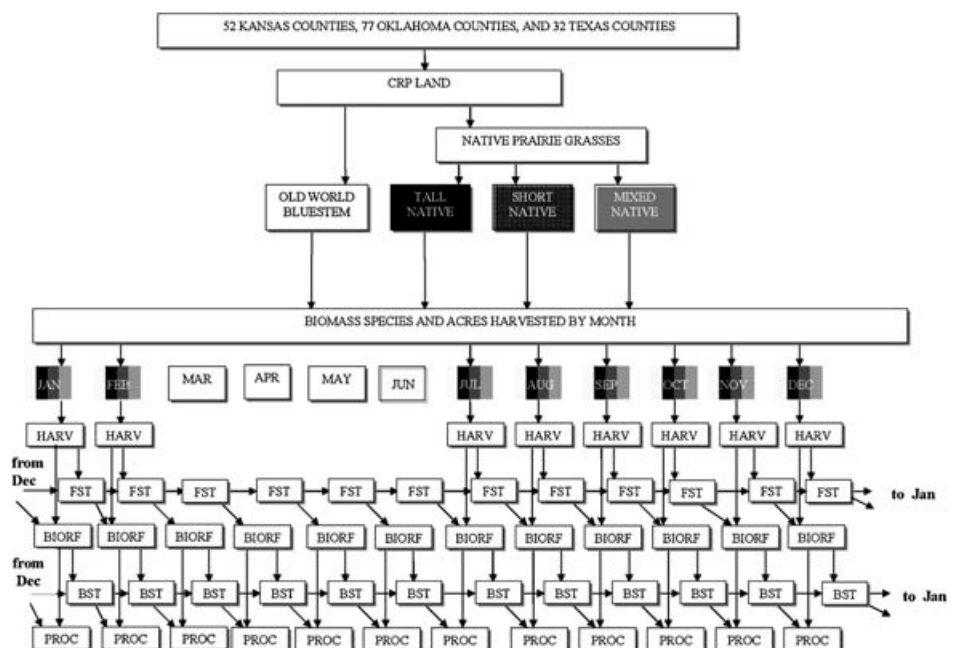 52 KANSAS COUNTIES, 77 OKLAHOMA COUNTIES, AND 32 TEXAS COUNTIES
CRP LAND
NATIVE PRAIRIE GRASSES
OLD WORLD
BLUESTEM
TALL
NATIVE
SHORT
NATIVE
MIXED
NATIVE
BIOMASS SPECIES AND ACRES HARVESTED BY MONTH
JAN FEB MAR APR MAY JUN JUL AUG SEP OCT NOV DEC
HARV HARV HARV HARV HARV HARV HARV HARV
from
Dec
FST FST FST FST FST FST FST FST FST FST FST FST
to Jan
BIORF BIORF BIORF BIORF BIORF BIORF BIORF BIORF BIORF BIORF BIORF BIORF
from
Dec
BST BST BST BST BST BST BST BST BST BST BST BST
to Jan
PROC PROC PROC PROC PROC PROC PROC PROC PROC PROC PROC PROC